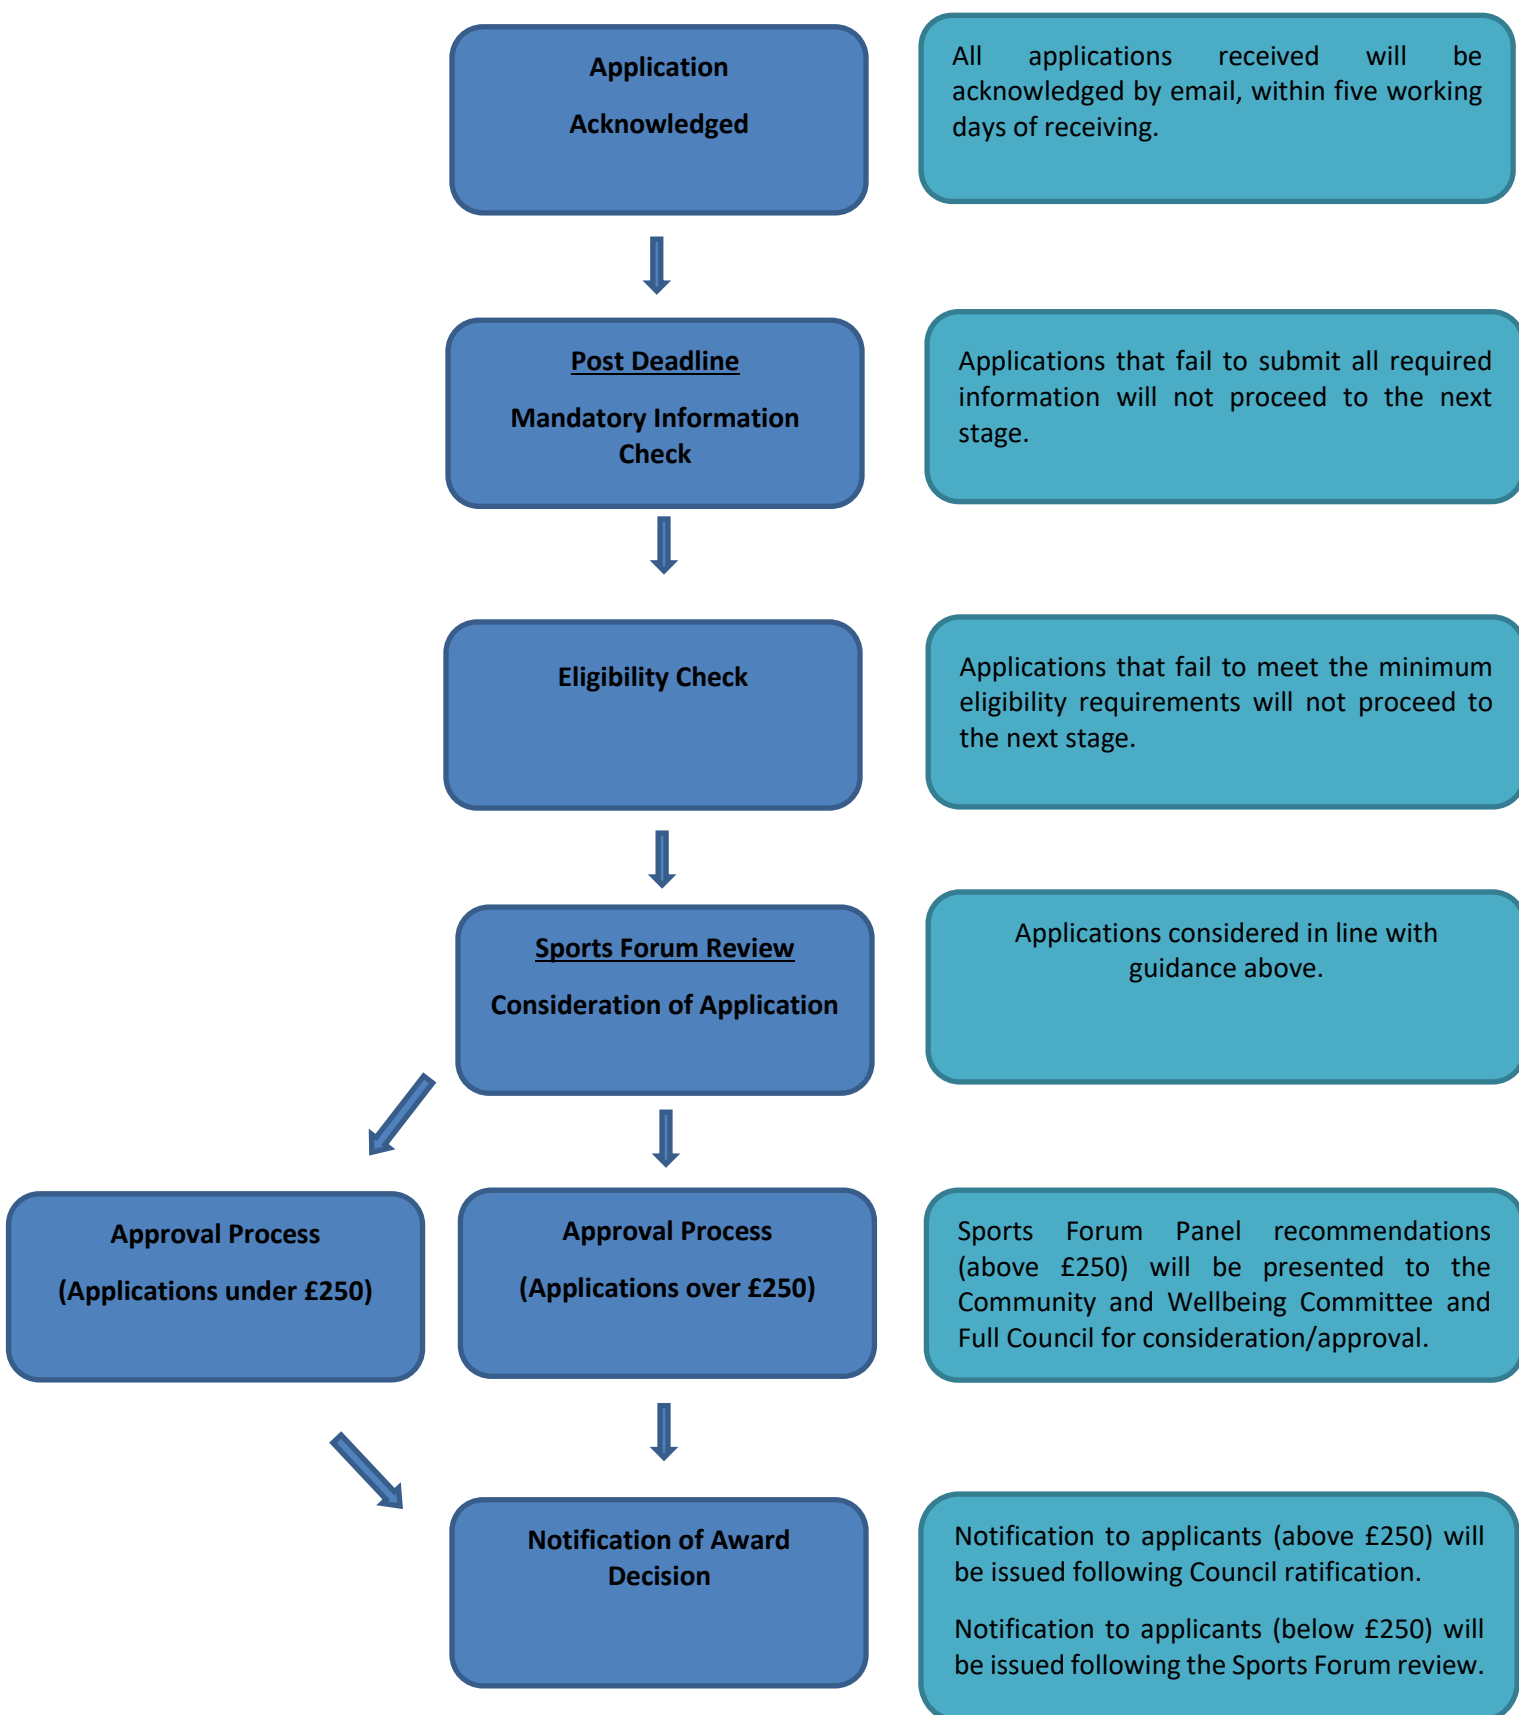 Application
Acknowledged
All applications received will be
acknowledged by email, within five working
days of receiving.
Post Deadline
Mandatory Information
Check
Applications that fail to submit all required
information will not proceed to the next
stage.
Eligibility Check
Applications that fail to meet the minimum
eligibility requirements will not proceed to
the next stage.
Sports Forum Review
Consideration of Application
Applications considered in line with
guidance above.
Approval Process
(Applications under £250)
Approval Process
(Applications over £250)
Sports Forum Panel recommendations
(above £250) will be presented to the
Community and Wellbeing Committee and
Full Council for consideration/approval.
Notification of Award
Decision
Notification to applicants (above £250) will
be issued following Council ratification.
Notification to applicants (below £250) will
be issued following the Sports Forum review.